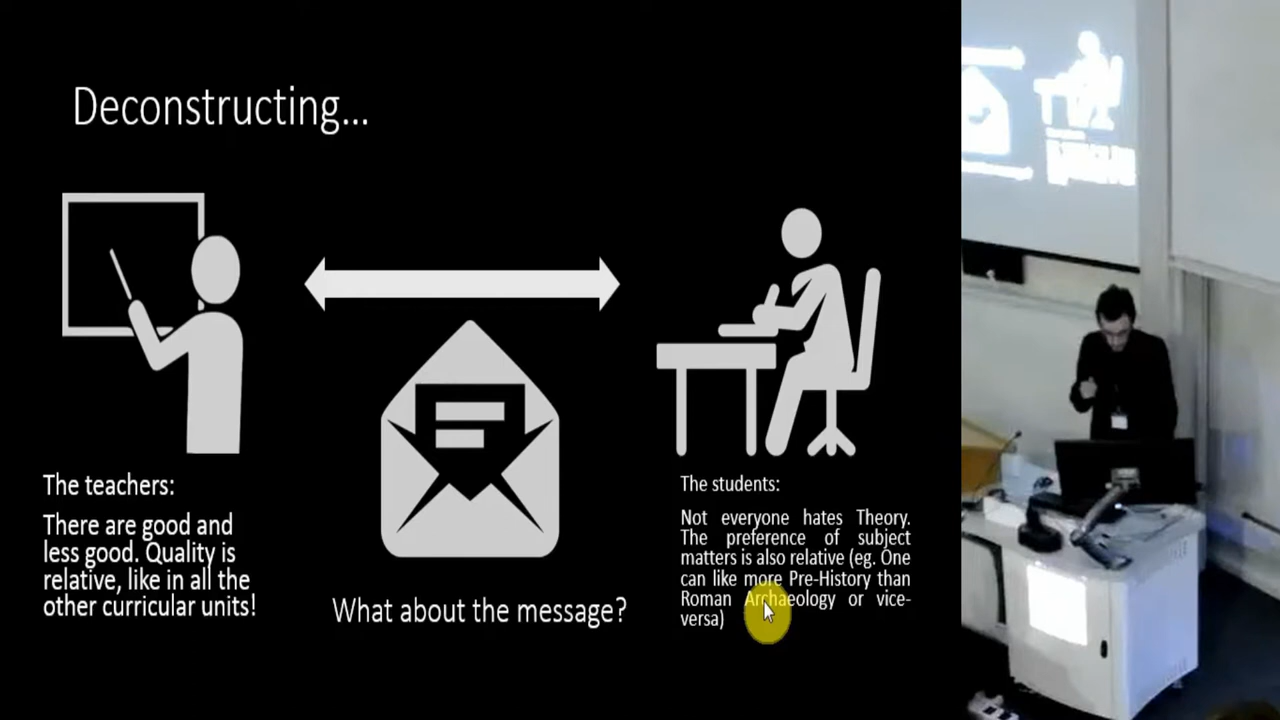 Deconstructing...
The teachers:
There are good and
less good. Quality is
relative, like in all the
other curricular units!
What about the message?
The students:
Not everyone hates Theory.
The preference of subject
matters is also relative (eg. One
can like more Pre-History than
Roman Archaeology or vice-
versa)